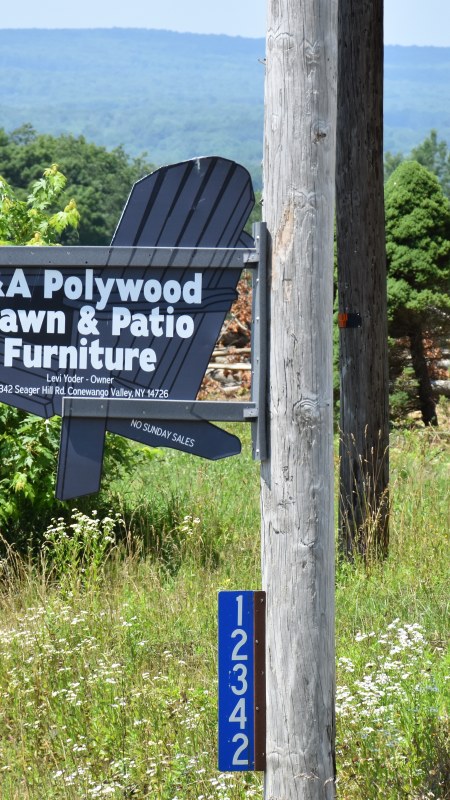 &A Polywood
awn & Patio
Furniture
Levi Yoder - Owner
342 Seager Hill Rd. Conewango Valley, NY 14726
NO SUNDAY SALES
12342